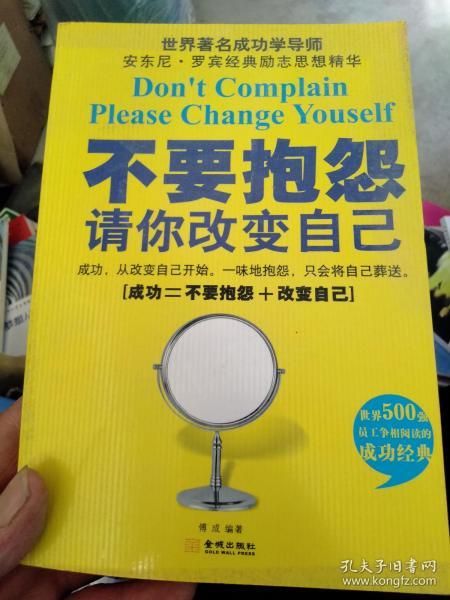 世界著名成功学导师
安东尼·罗宾经典励志思想精华
Don't Complain
Please Change Youself
不要抱怨
请你改变自己
成功，从改变自己开始。一味地抱怨，只会将自己葬送。
[成功＝不要抱怨＋改变自己]
世界500强
员工争相阅读的
成功经典
傅成 编著
金城出版社
GOLD WALL PRESS
孔夫子旧书网
www.kongfz.com